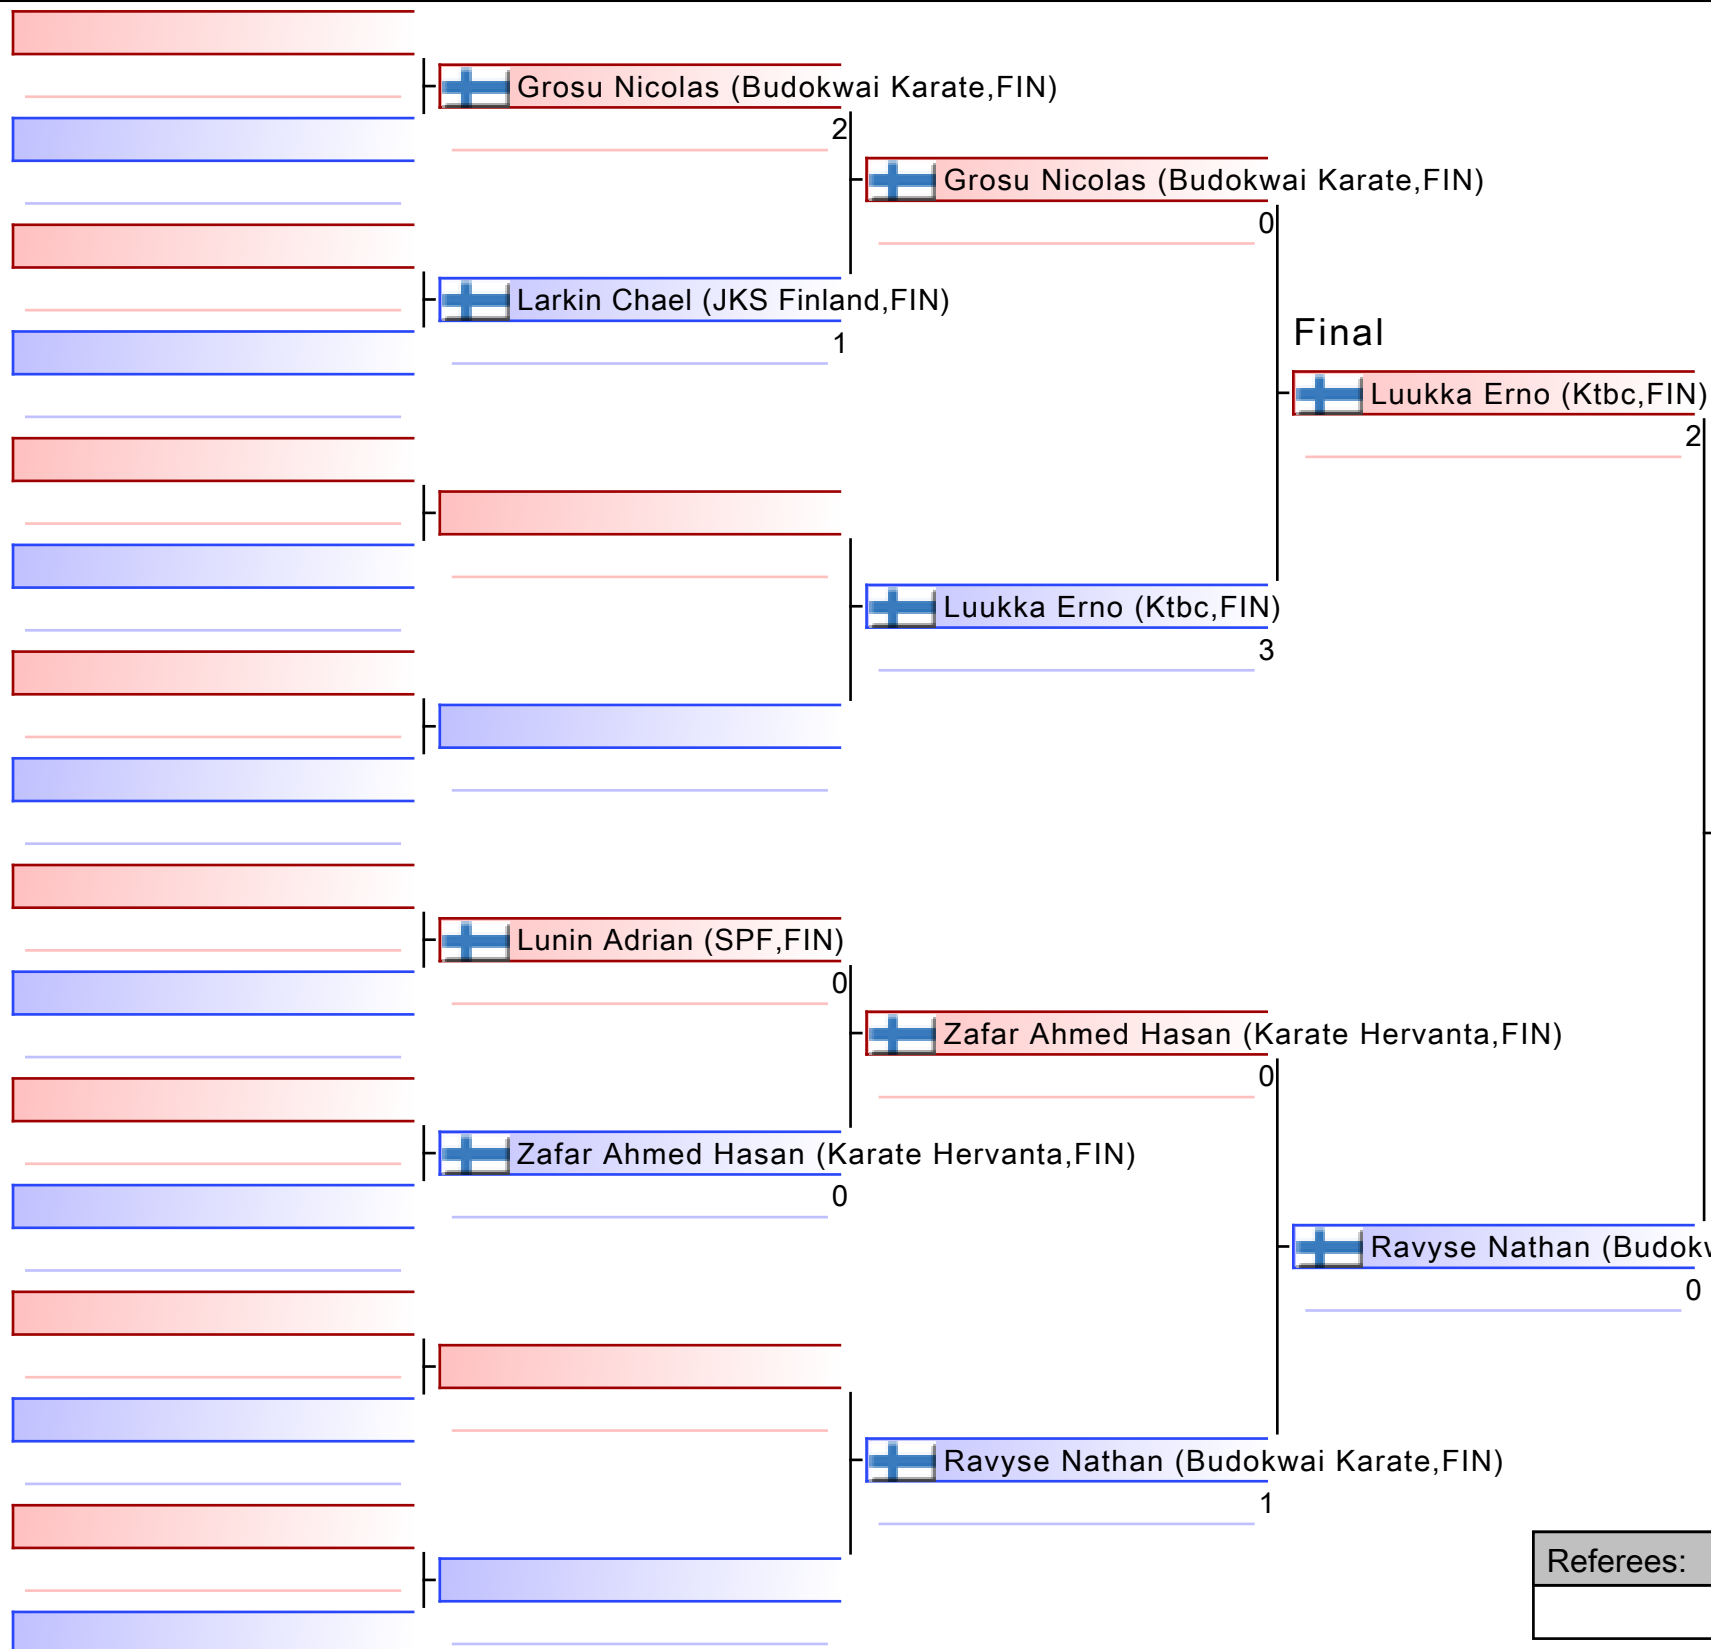 Grosu Nicolas (Budokwai Karate,FIN)
2
Larkin Chael (JKS Finland,FIN)
1
Lunin Adrian (SPF,FIN)
0
Zafar Ahmed Hasan (Karate Hervanta,FIN)
0
Grosu Nicolas (Budokwai Karate,FIN)
0
Luukka Erno (Ktbc,FIN)
3
Zafar Ahmed Hasan (Karate Hervanta,FIN)
0
Ravyse Nathan (Budokwai Karate,FIN)
1
Final
Luukka Erno (Ktbc,FIN)
2
Ravyse Nathan (Budokw
0
Referees: